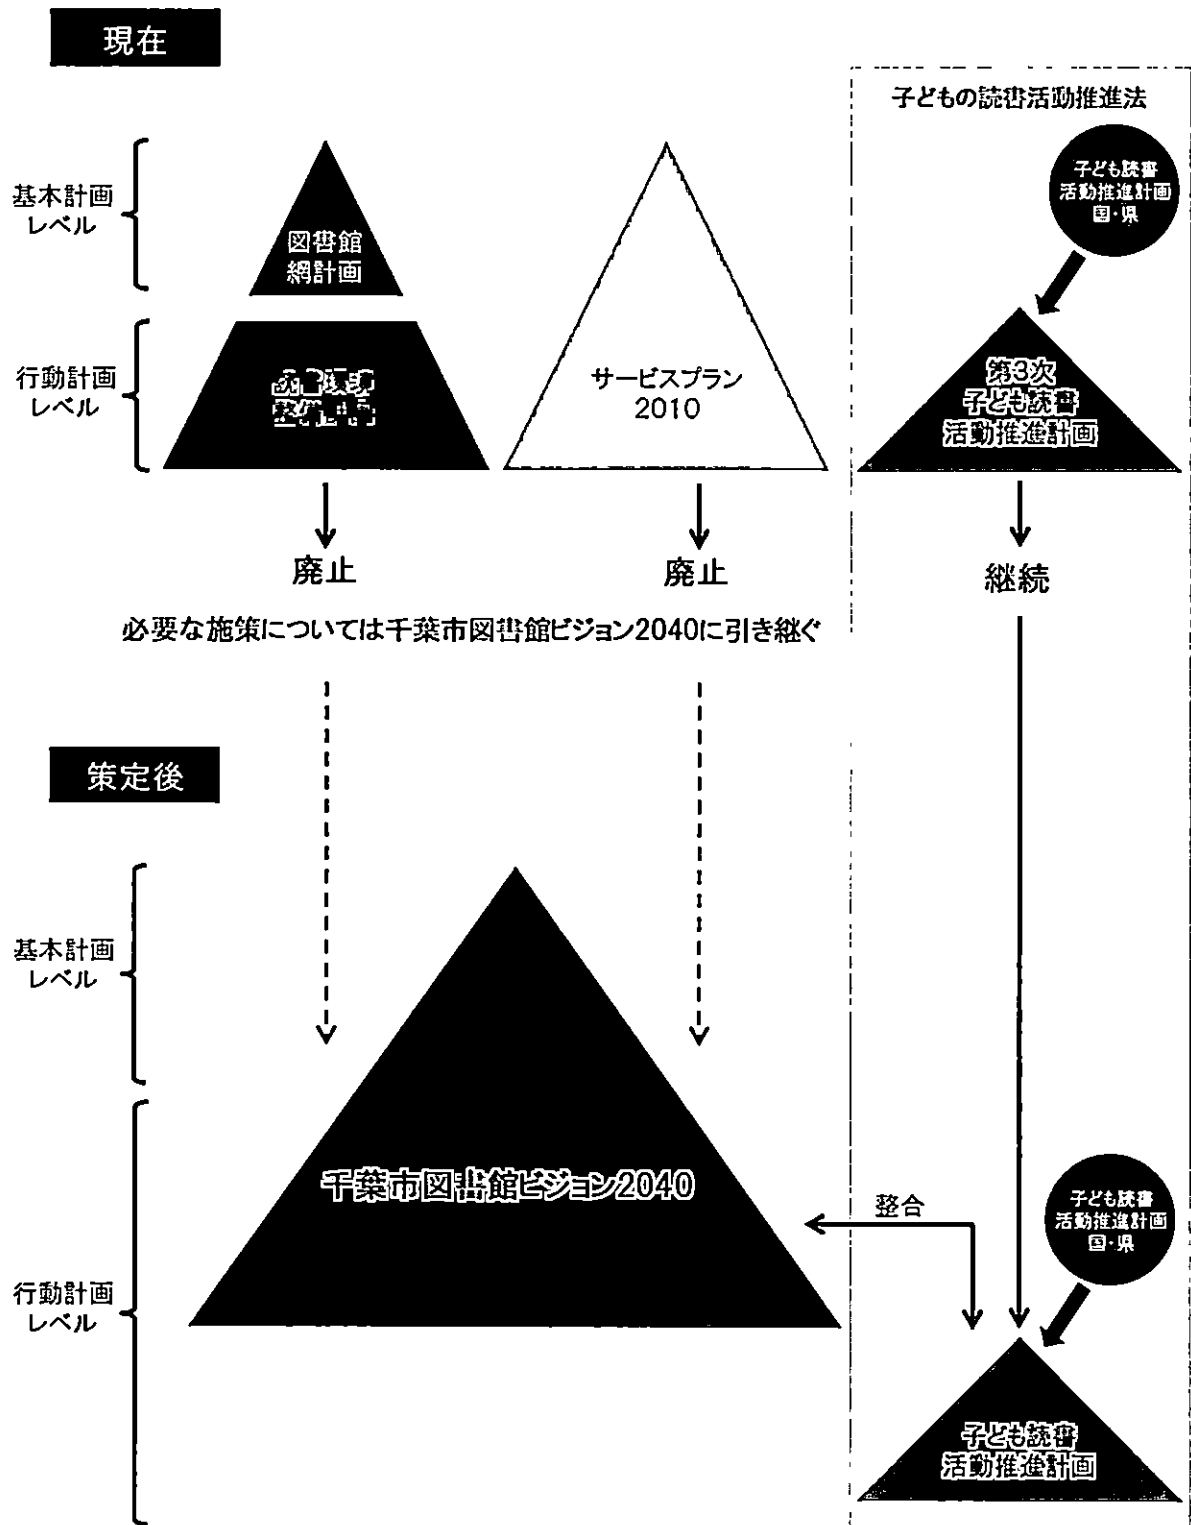 現在
子どもの読書活動推進法
子ども読書
活動推進計画
国・県
基本計画
レベル
図書館
網計画
行動計画
レベル
読書環境
整備
サービスプラン
2010
第3次
子ども読書
活動推進計画
廃止
廃止
継続
必要な施策については千葉市図書館ビジョン2040に引き継ぐ
策定後
基本計画
レベル
千葉市図書館ビジョン2040
整合
子ども読書
活動推進計画
国・県
行動計画
レベル
子ども読書
活動推進計画